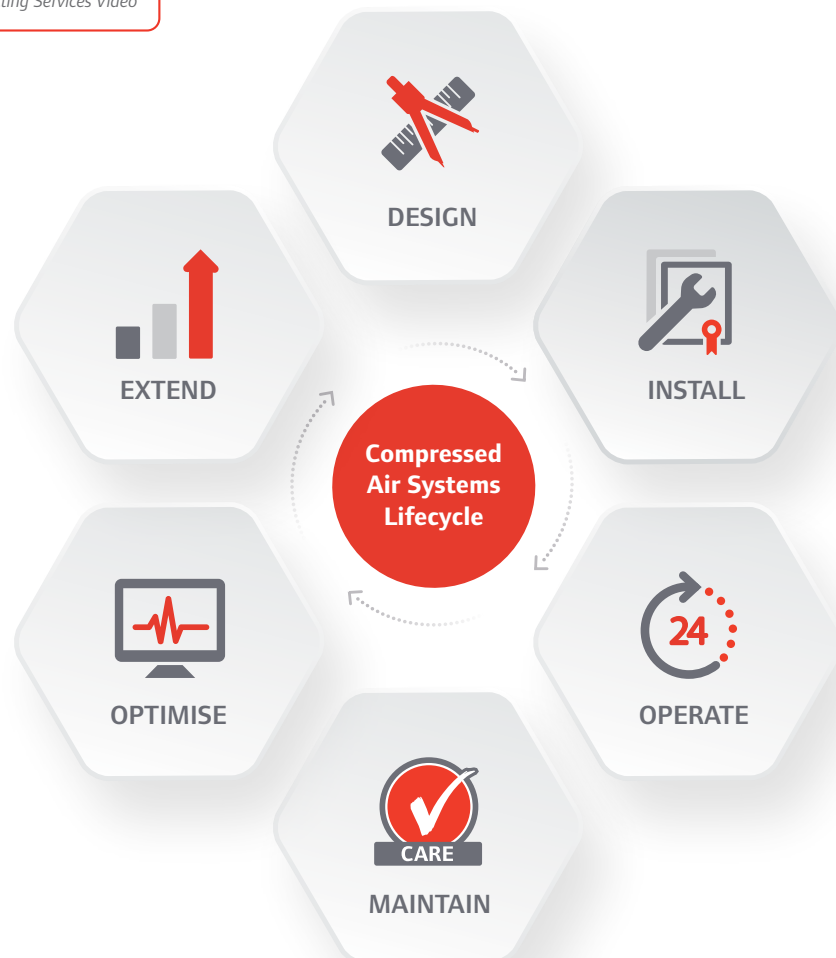 ting Services Video
DESIGN
EXTEND
INSTALL
Compressed
Air Systems
Lifecycle
24
OPTIMISE
OPERATE
CARE
MAINTAIN